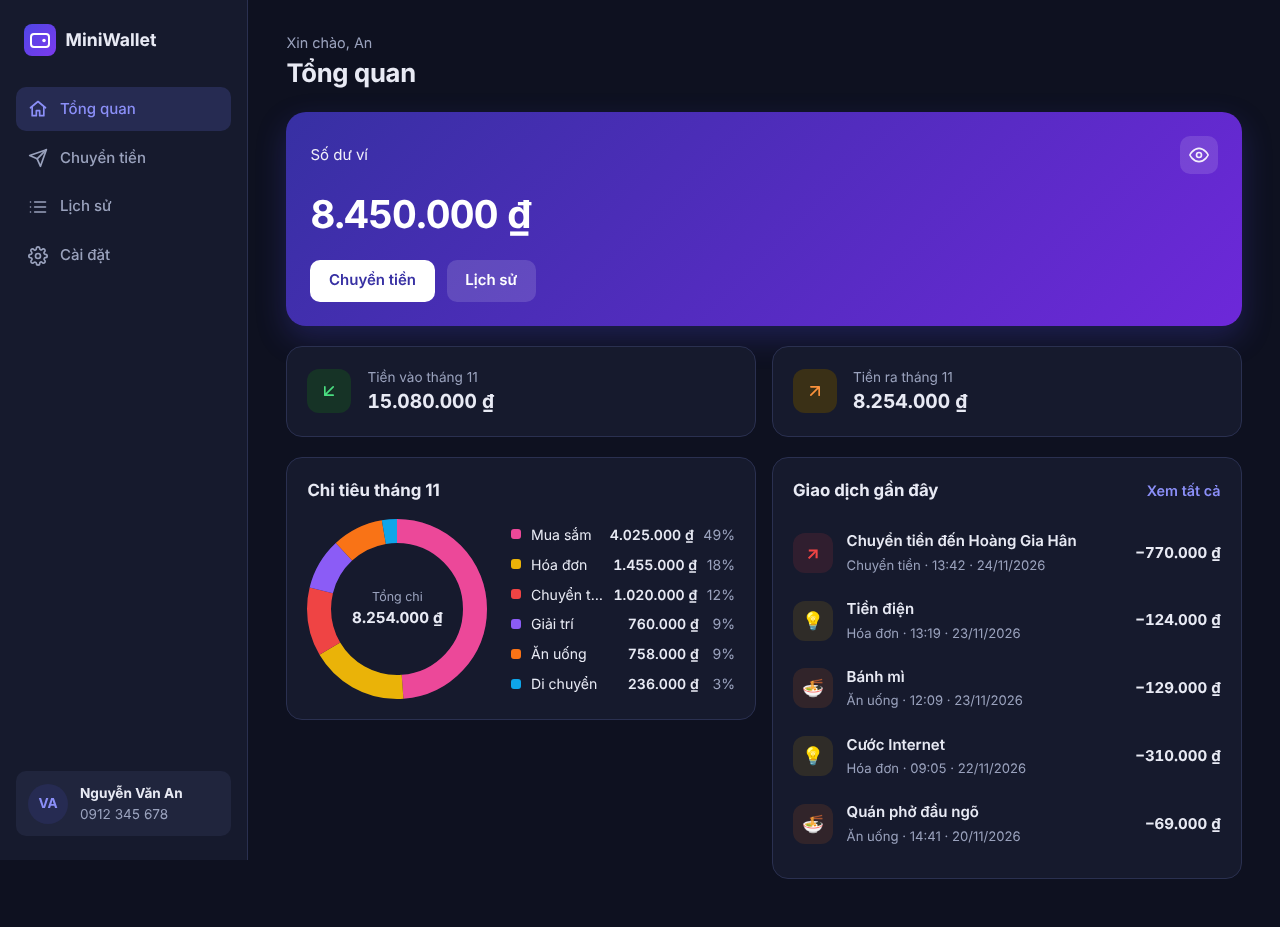 MiniWallet
Tổng quan
Chuyển tiền
Lịch sử
Cài đặt
VA
Nguyễn Văn An
0912 345 678
Xin chào, An
Tổng quan
Số dư ví
8.450.000 ₫
Chuyển tiền
Lịch sử
Tiền vào tháng 11
15.080.000 ₫
Tiền ra tháng 11
8.254.000 ₫
Chi tiêu tháng 11
Tổng chi
8.254.000 ₫
Mua sắm 4.025.000 ₫ 49%
Hóa đơn 1.455.000 ₫ 18%
Chuyển t... 1.020.000 ₫ 12%
Giải trí 760.000 ₫ 9%
Ăn uống 758.000 ₫ 9%
Di chuyển 236.000 ₫ 3%
Giao dịch gần đây
Xem tất cả
Chuyển tiền đến Hoàng Gia Hân
Chuyển tiền · 13:42 · 24/11/2026
−770.000 ₫
Tiền điện
Hóa đơn · 13:19 · 23/11/2026
−124.000 ₫
Bánh mì
Ăn uống · 12:09 · 23/11/2026
−129.000 ₫
Cước Internet
Hóa đơn · 09:05 · 22/11/2026
−310.000 ₫
Quán phở đầu ngõ
Ăn uống · 14:41 · 20/11/2026
−69.000 ₫